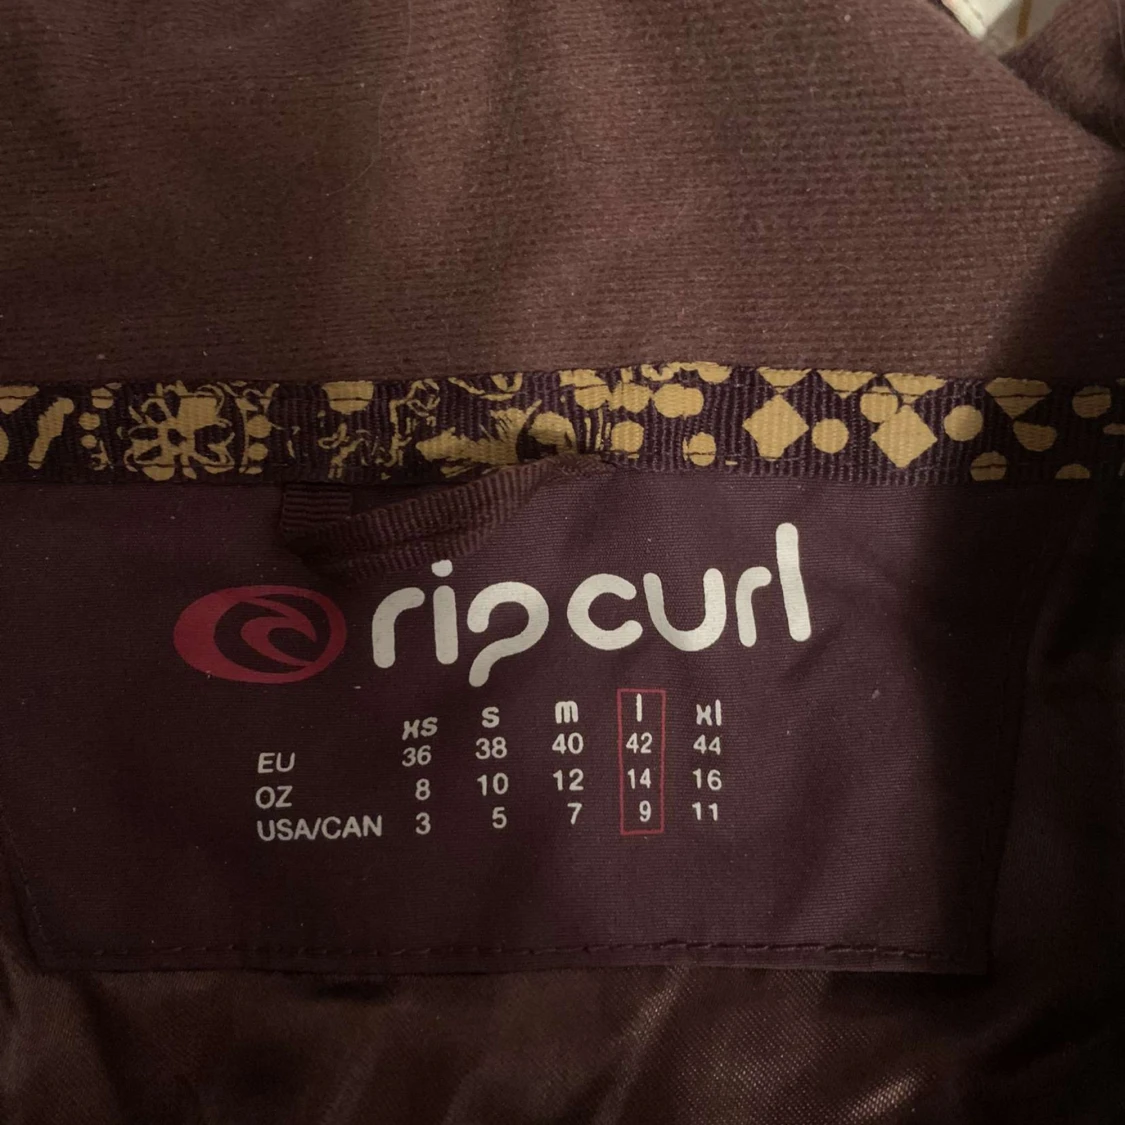 rip curl
xs s m l xl
EU 36 38 40 42 44
OZ 8 10 12 14 16
USA/CAN 3 5 7 9 11